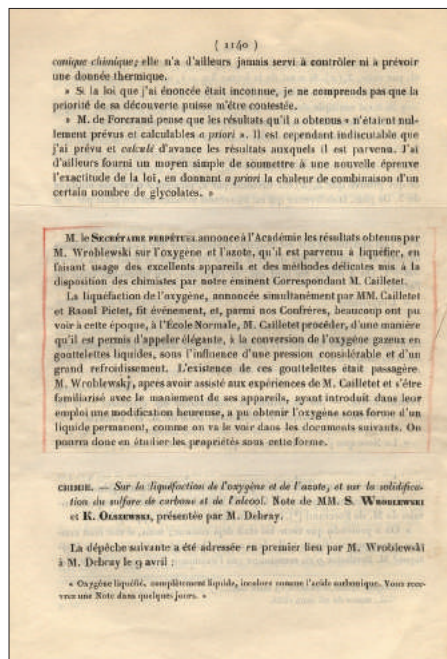 ( 1140 )
canique chimique; elle n'a d'ailleurs jamais servi à contrôler ni à prévoir
une donnée thermique.
» Si la loi que j'ai énoncée était inconnue, je ne comprends pas que la
priorité de sa découverte puisse m'être contestée.
» M. de Forcrand pense que les résultats qu'il a obtenus « n'étaient nul-
lement prévus et calculables a priori ». Il est cependant indiscutable que
j'ai prévu et calculé d'avance les résultats auxquels il est parvenu. J'ai
d'ailleurs fourni un moyen simple de soumettre à une nouvelle épreuve
l'exactitude de la loi, en donnant a priori la chaleur de combinaison d'un
certain nombre de glycolates. »
M. le SECRÉTAIRE PERPÉTUEL annonce à l'Académie les résultats obtenus par
M. Wroblewski sur l'oxygène et l'azote, qu'il est parvenu à liquéfier, en
faisant usage des excellents appareils et des méthodes délicates mis à la
disposition des chimistes par notre éminent Correspondant M. Cailletet.
La liquéfaction de l'oxygène, annoncée simultanément par MM. Cailletet
et Raoul Pictet, fit événement, et, parmi nos Confrères, beaucoup ont pu
voir à cette époque, à l'École Normale, M. Cailletet procéder, d'une manière
qu'il est permis d'appeler élégante, à la conversion de l'oxygène gazeux en
gouttelettes liquides, sous l'influence d'une pression considérable et d'un
grand refroidissement. L'existence de ces gouttelettes était passagère.
M. Wroblewski, après avoir assisté aux expériences de M. Cailletet et s'être
familiarisé avec le maniement de ses appareils, ayant introduit dans leur
emploi une modification heureuse, a pu obtenir l'oxygène sous forme d'un
liquide permanent, comme on va le voir dans les documents suivants. On
pourra donc en étudier les propriétés sous cette forme.
CHIMIE. — Sur la liquéfaction de l'oxygène et de l'azote, et sur la solidifica-
tion du sulfure de carbone et de l'alcool. Note de MM. S. WROBLEWSKI
et K. OLSZEWSKI, présentée par M. Debray.
La dépêche suivante a été adressée en premier lieu par M. Wroblewski
à M. Debray le 9 avril :
« Oxygène liquéfié, complètement liquide, incolore comme l'acide carbonique. Vous rece-
vrez une Note dans quelques jours. »